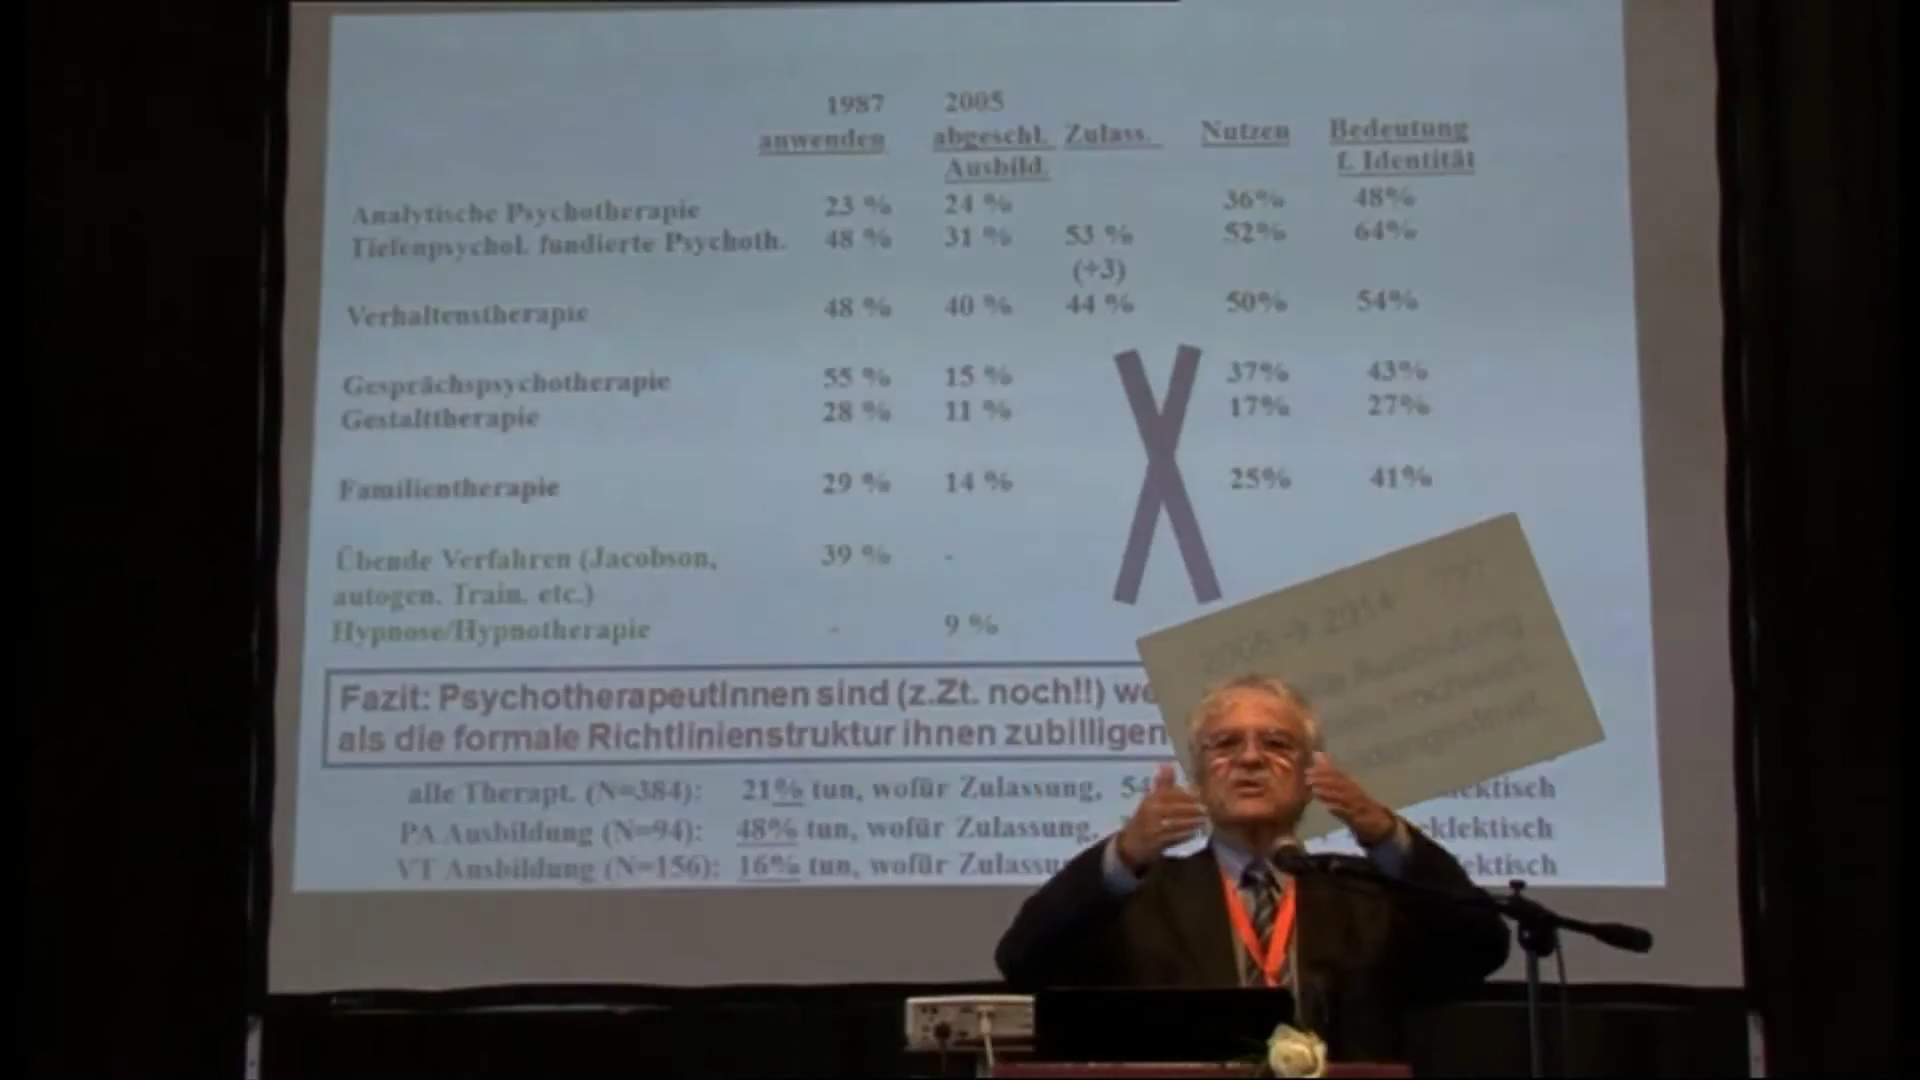 1987 2005
anwenden abgeschl. Zulass. Nutzen Bedeutung
Ausbild. f. Identität
Analytische Psychotherapie 23 % 24 % 36% 48%
Tiefenpsychol. fundierte Psychoth. 48 % 31 % 53 % 52% 64%
(+3)
Verhaltenstherapie 48 % 40 % 44 % 50% 54%
Gesprächspsychotherapie 55 % 15 % 37% 43%
Gestalttherapie 28 % 11 % 17% 27%
Familientherapie 29 % 14 % 25% 41%
Übende Verfahren (Jacobson, 39 % -
autogen. Train. etc.)
Hypnose/Hypnotherapie - 9 %
2005 → 2014
Ausbildung
Fazit: PsychotherapeutInnen sind (z.Zt. noch!!)
als die formale Richtlinienstruktur ihnen zubilligen
alle Therapt. (N=384): 21% tun, wofür Zulassung,
PA Ausbildung (N=94): 48% tun, wofür Zulassung,
VT Ausbildung (N=156): 16% tun, wofür